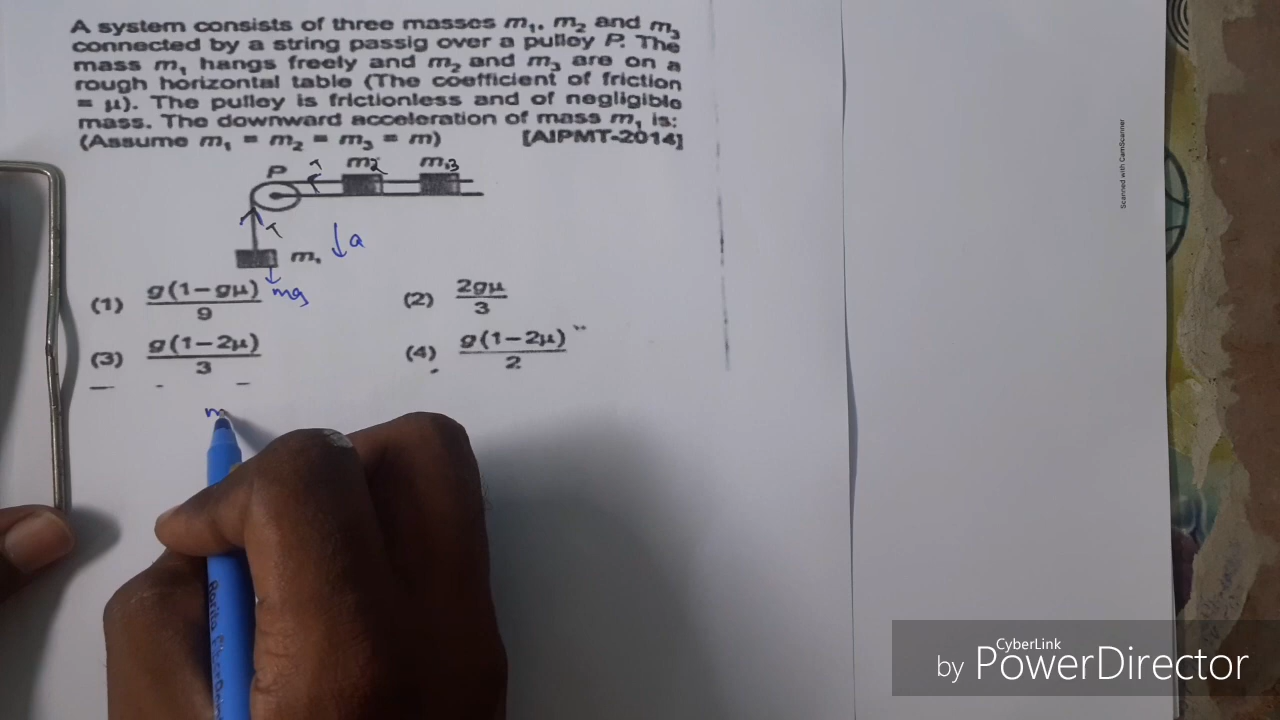 A system consists of three masses m₁, m₂ and m₃
connected by a string passig over a pulley P. The
mass m₁ hangs freely and m₂ and m₃ are on a
rough horizontal table (The coefficient of friction
= μ). The pulley is frictionless and of negligible
mass. The downward acceleration of mass m₁ is:
(Assume m₁ = m₂ = m₃ = m) [AIPMT-2014]
P T m₂ m₃
T a
m₁
mg
(1) g(1-gμ)/9 (2) 2gμ/3
(3) g(1-2μ)/3 (4) g(1-2μ)/2
m
Scanned with CamScanner
CyberLink
by PowerDirector